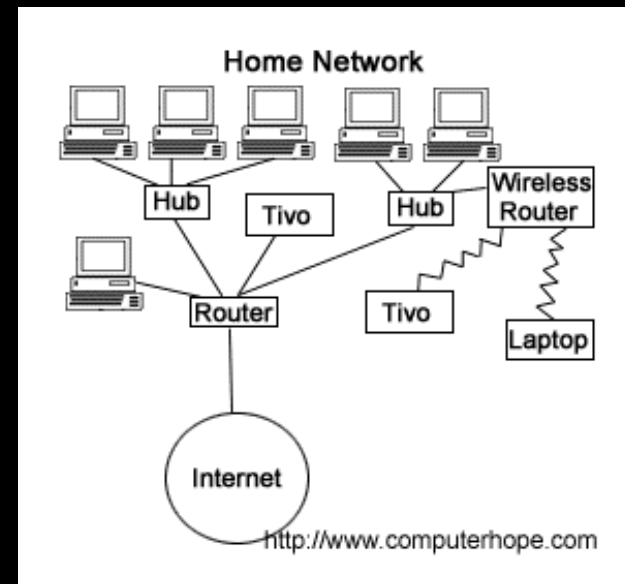 Home Network
Hub
Tivo
Hub
Wireless
Router
Router
Tivo
Laptop
Internet
http://www.computerhope.com